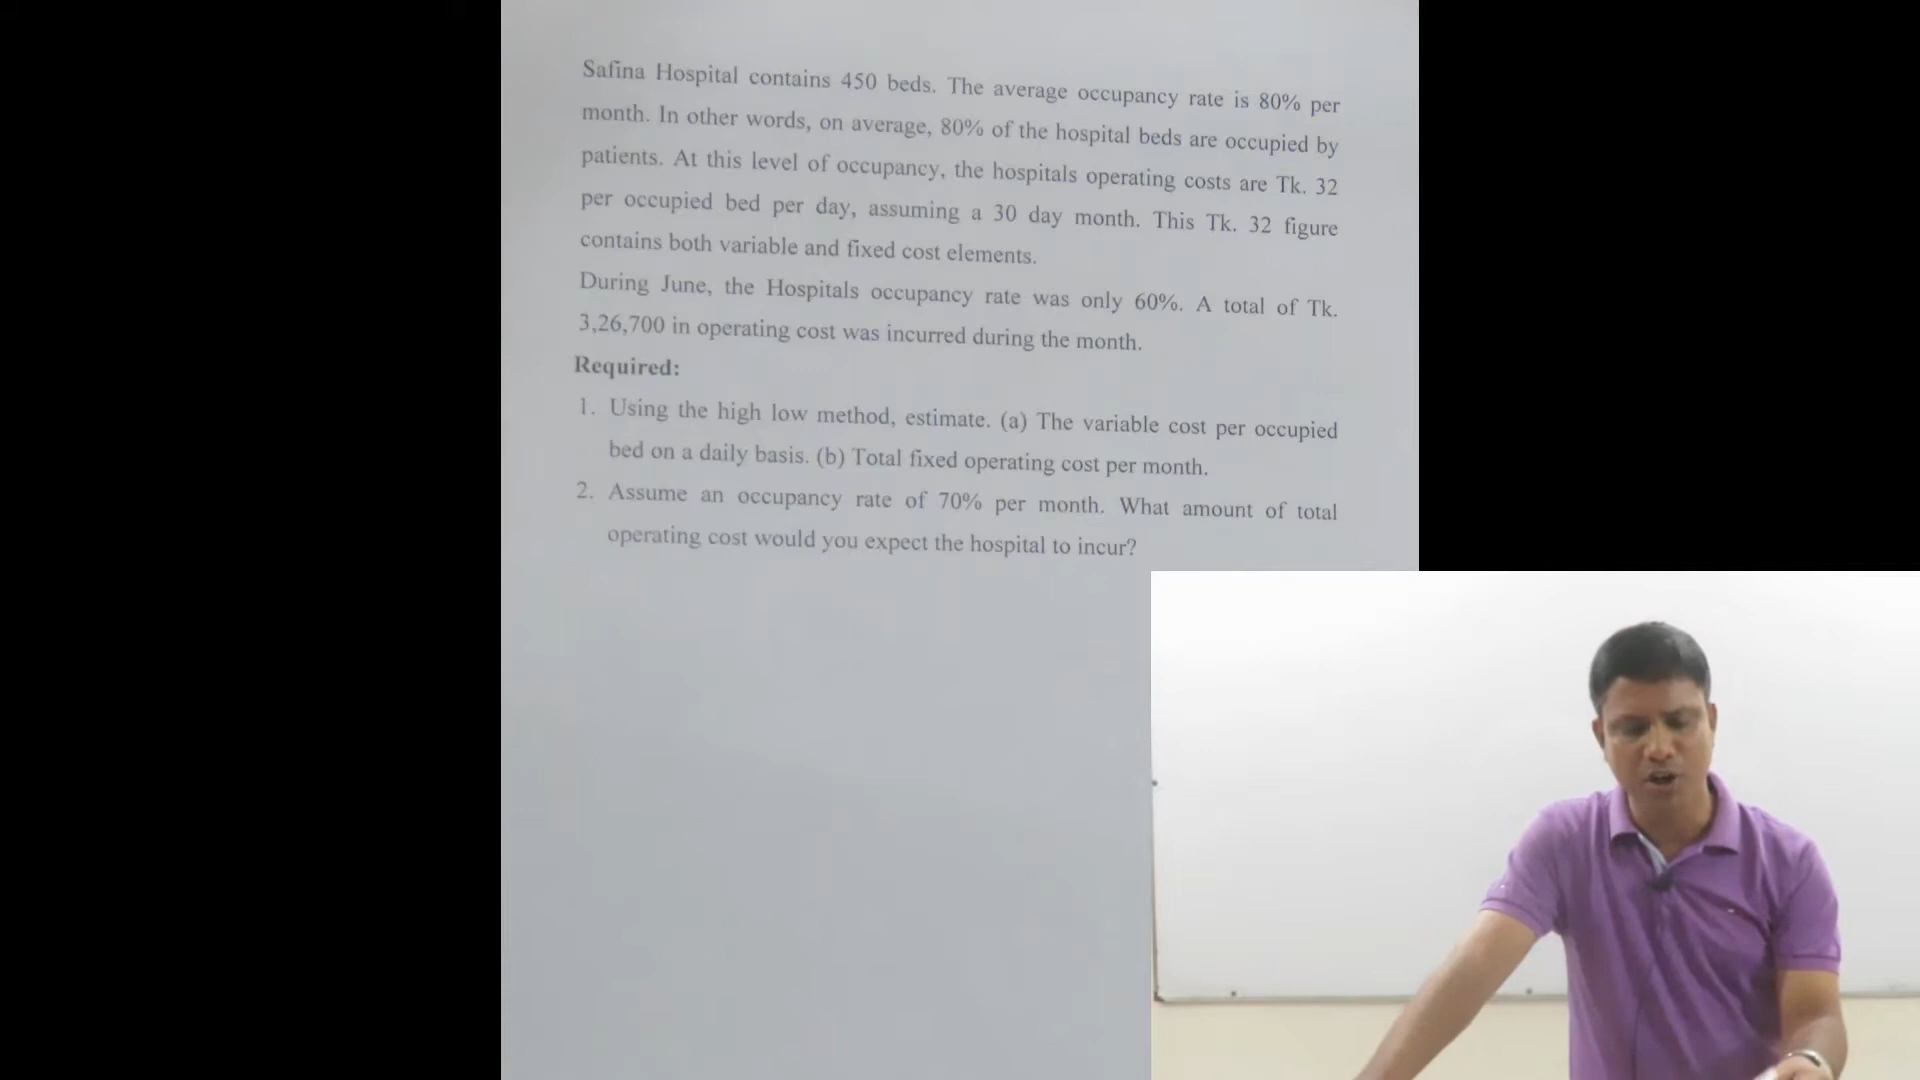 Safina Hospital contains 450 beds. The average occupancy rate is 80% per
month. In other words, on average, 80% of the hospital beds are occupied by
patients. At this level of occupancy, the hospitals operating costs are Tk. 32
per occupied bed per day, assuming a 30 day month. This Tk. 32 figure
contains both variable and fixed cost elements.
During June, the Hospitals occupancy rate was only 60%. A total of Tk.
3,26,700 in operating cost was incurred during the month.
Required:
1. Using the high low method, estimate. (a) The variable cost per occupied
bed on a daily basis. (b) Total fixed operating cost per month.
2. Assume an occupancy rate of 70% per month. What amount of total
operating cost would you expect the hospital to incur?